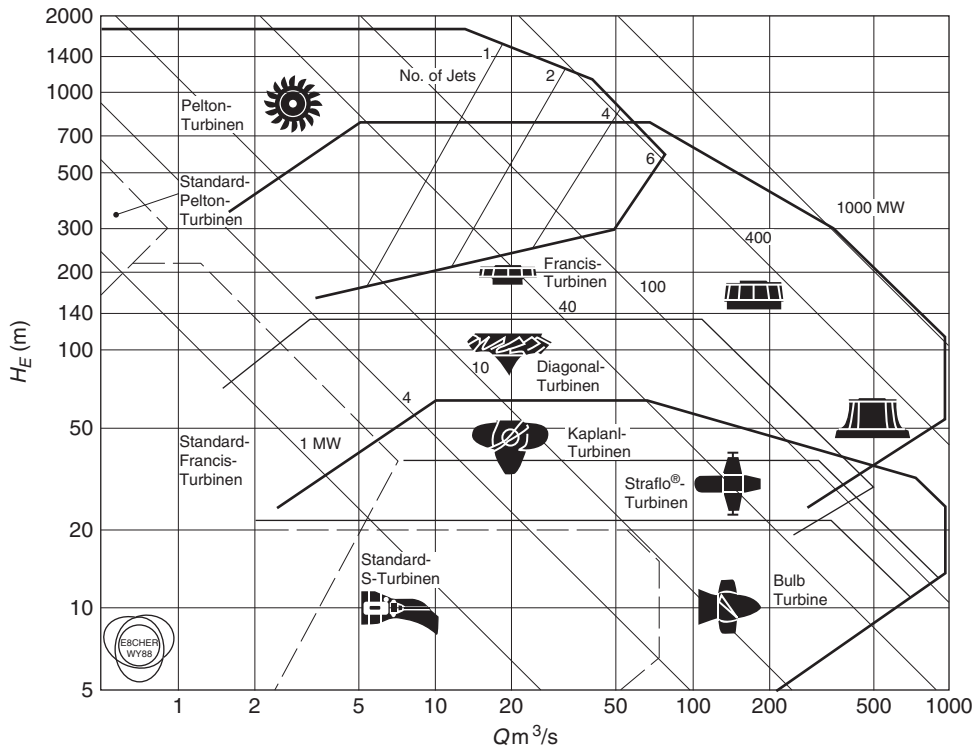 2000
1400
1000
700
500
300
200
140
100
50
20
10
5
H_E (m)
1
2
5
10
20
50
100
200
500
1000
Q m³/s
Pelton-
Turbinen
Standard-
Pelton-
Turbinen
No. of Jets
1
2
4
6
1000 MW
400
100
40
10
4
1 MW
Francis-
Turbinen
Diagonal-
Turbinen
Kaplanl-
Turbinen
Standard-
Francis-
Turbinen
Straflo®-
Turbinen
Standard-
S-Turbinen
Bulb
Turbine
E8CHER
WY88